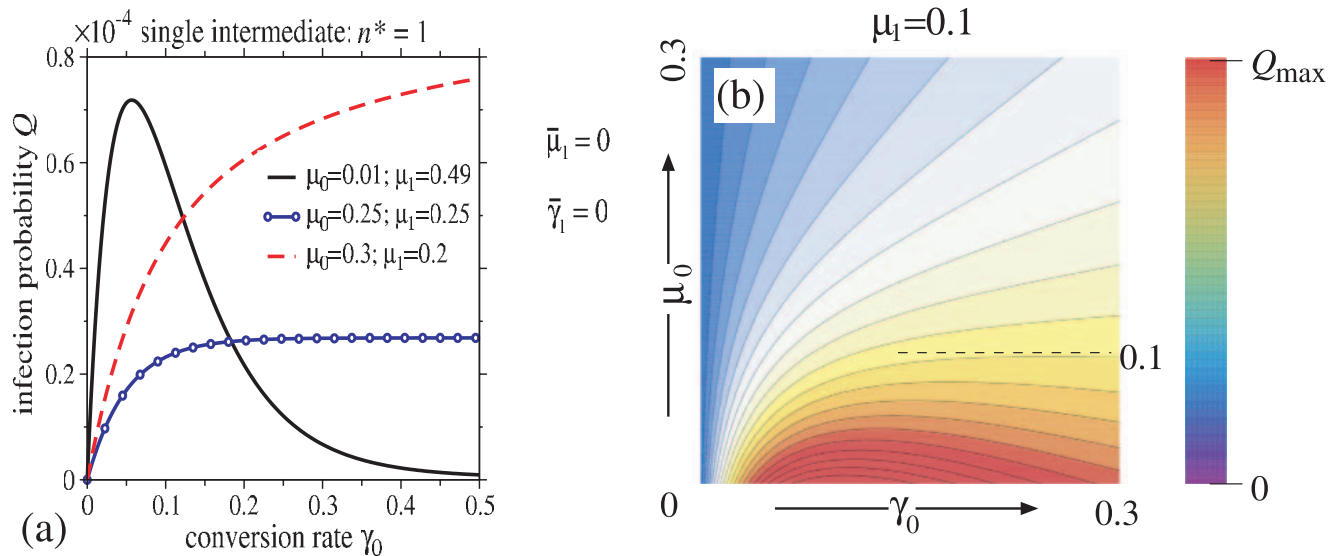 ×10⁻⁴ single intermediate: n* = 1
infection probability Q
0.8
0.6
0.4
0.2
0
μ₀=0.01; μ₁=0.49
μ₀=0.25; μ₁=0.25
μ₀=0.3; μ₁=0.2
0 0.1 0.2 0.3 0.4 0.5
(a) conversion rate γ₀
μ̄₁ = 0
γ̄₁ = 0
μ₁=0.1
(b)
0.3
μ₀
0.1
0 γ₀ 0.3
Qmax
0